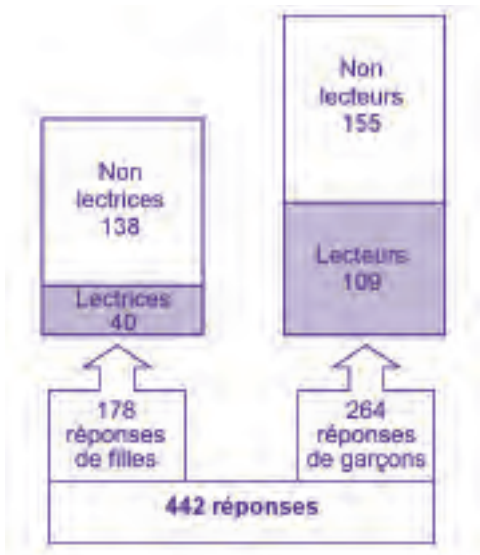 Non
lecteurs
155
Non
lectrices
138
Lecteurs
109
Lectrices
40
178
réponses
de filles
264
réponses
de garçons
442 réponses